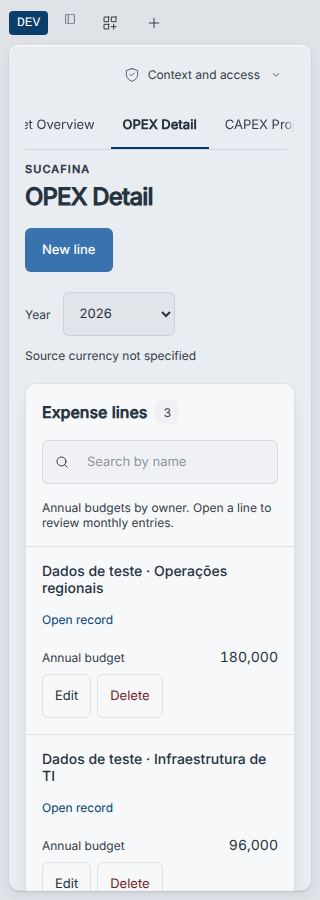 DEV
Context and access
et Overview
OPEX Detail
CAPEX Proj
SUCAFINA
OPEX Detail
New line
Year
2026
Source currency not specified
Expense lines 3
Search by name
Annual budgets by owner. Open a line to
review monthly entries.
Dados de teste · Operações
regionais
Open record
Annual budget 180,000
Edit
Delete
Dados de teste · Infraestrutura de
TI
Open record
Annual budget 96,000
Edit
Delete